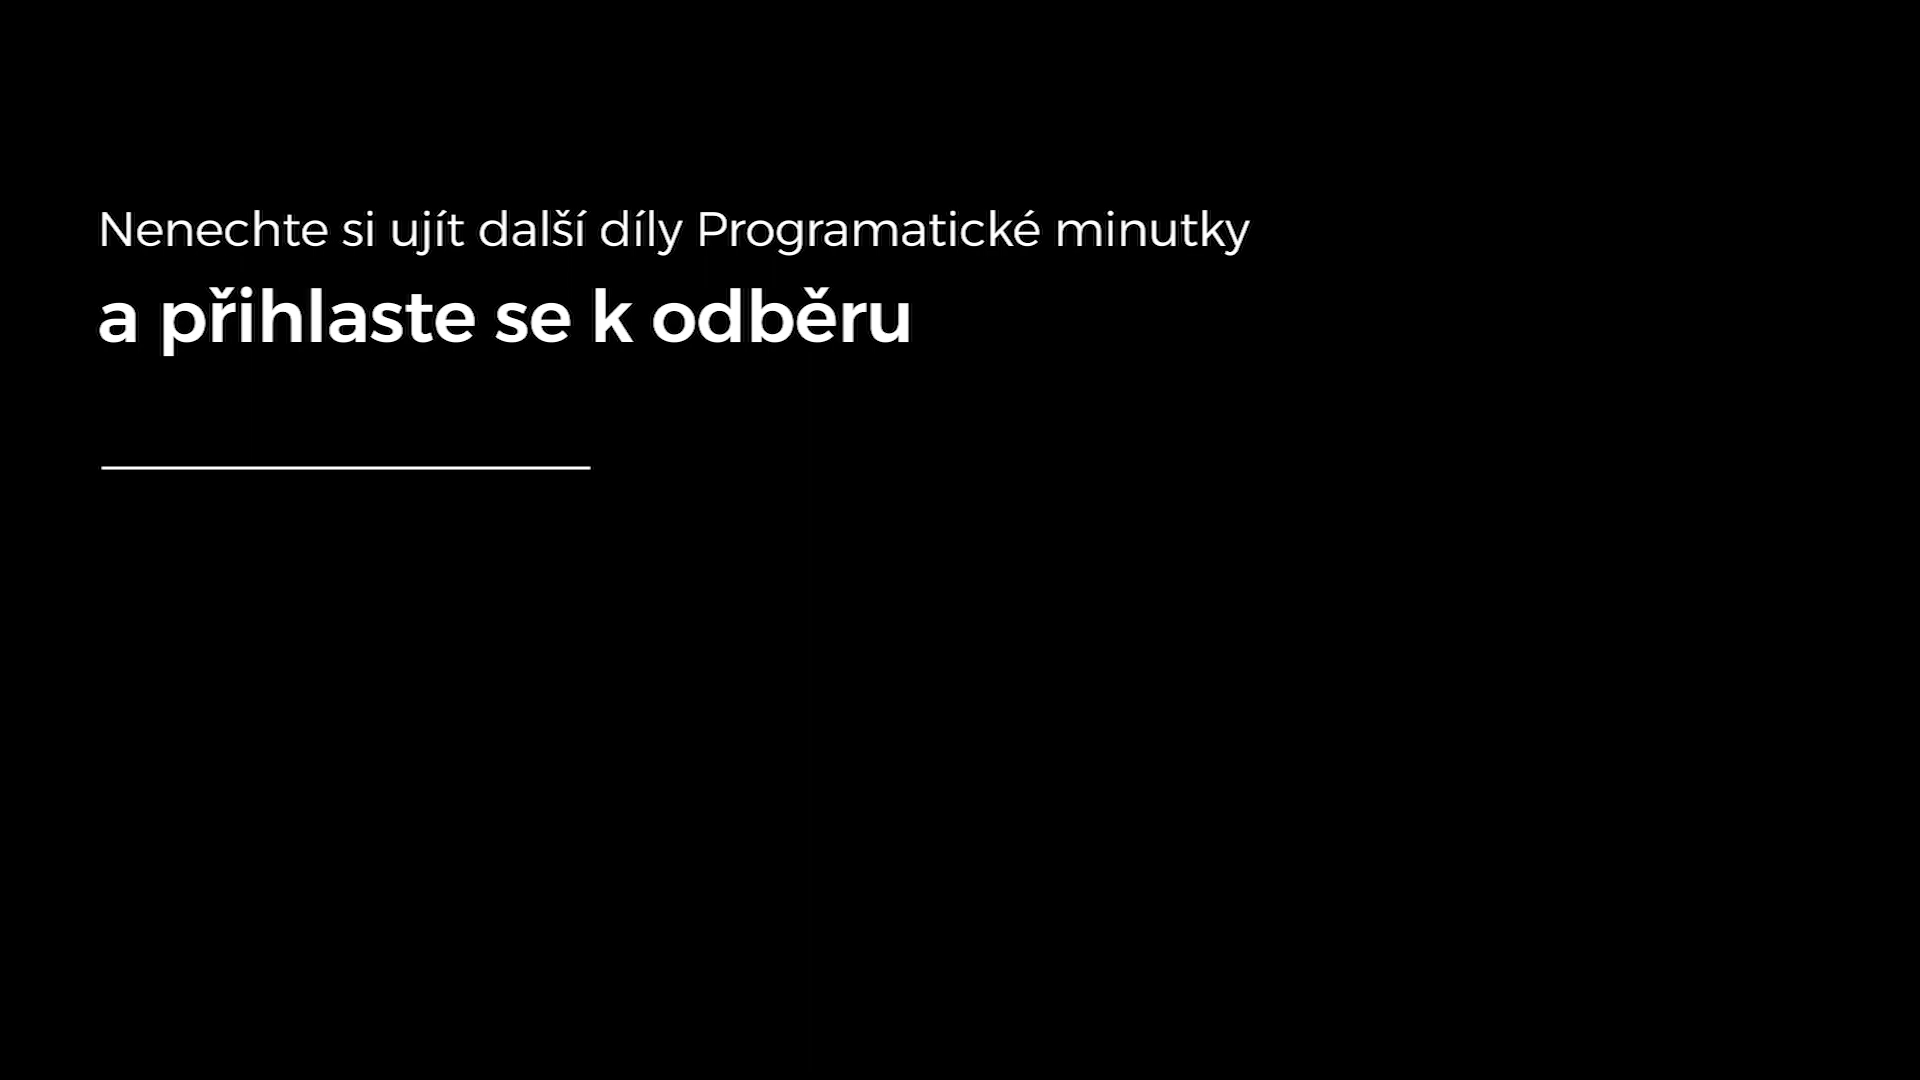 Nenechte si ujít další díly Programatické minutky
a přihlaste se k odběru